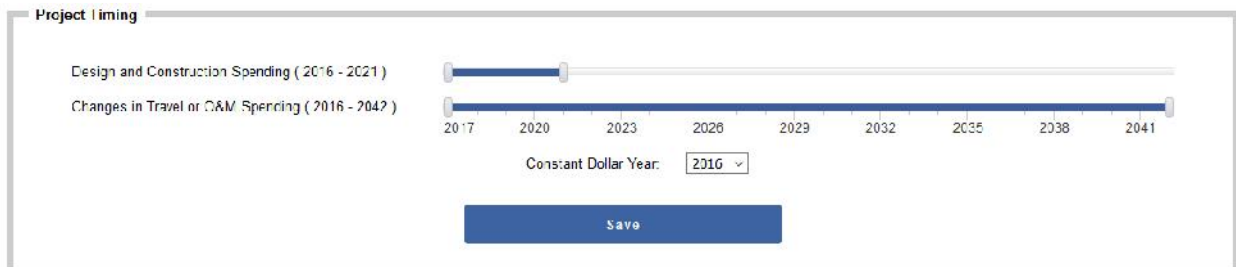 Project Timing
Design and Construction Spending ( 2016 - 2021 )
Changes in Travel or O&M Spending ( 2016 - 2042 )
2017 2020 2023 2026 2029 2032 2035 2038 2041
Constant Dollar Year: 2016
Save